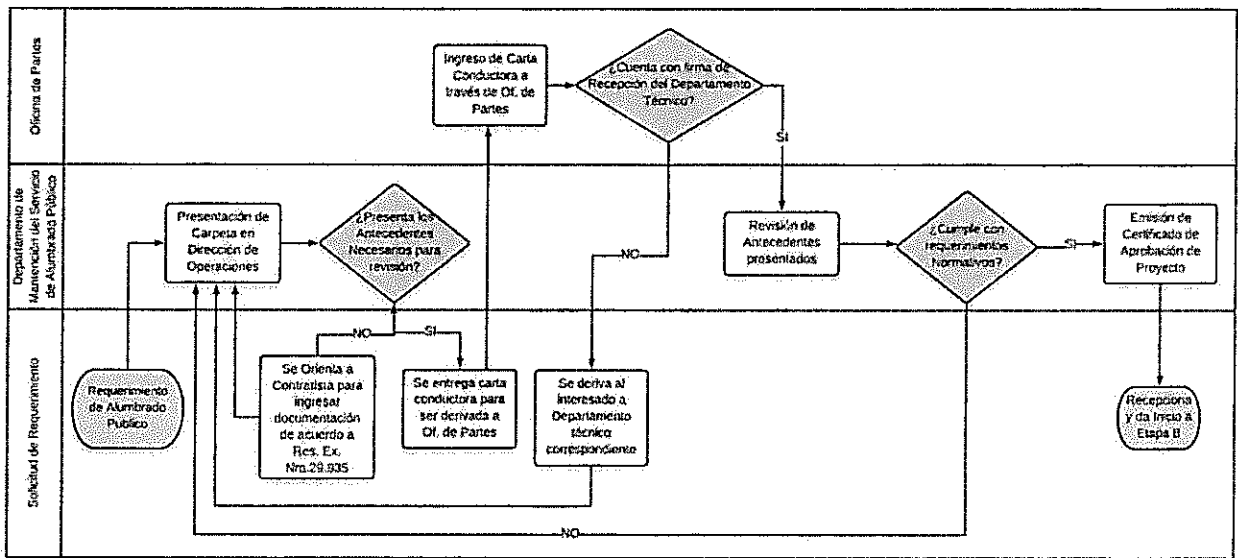 Oficina de Partes
Ingreso de Carta
Conductora a
través de Of. de
Partes
¿Cuenta con firma de
Recepción del Departamento
Técnico?
SI
NO
Departamento de
Mantención del Servicio
de Alumbrado Público
Presentación de
Carpeta en
Dirección de
Operaciones
¿Presenta los
Antecedentes
Necesarios para
revisión?
Revisión de
Antecedentes
presentados
¿Cumple con
requerimientos
Normativos?
SI
Emisión de
Certificado de
Aprobación de
Proyecto
Solicitud de Requerimiento
Requerimiento
de Alumbrado
Público
NO
SI
Se Orienta a
Contratista para
ingresar
documentación
de acuerdo a
Res. Ex.
Nro.29.935
Se entrega carta
conductora para
ser derivada a
Of. de Partes
Se deriva al
interesado a
Departamento
técnico
correspondiente
Recepciona
y da Inicio a
Etapa B
NO